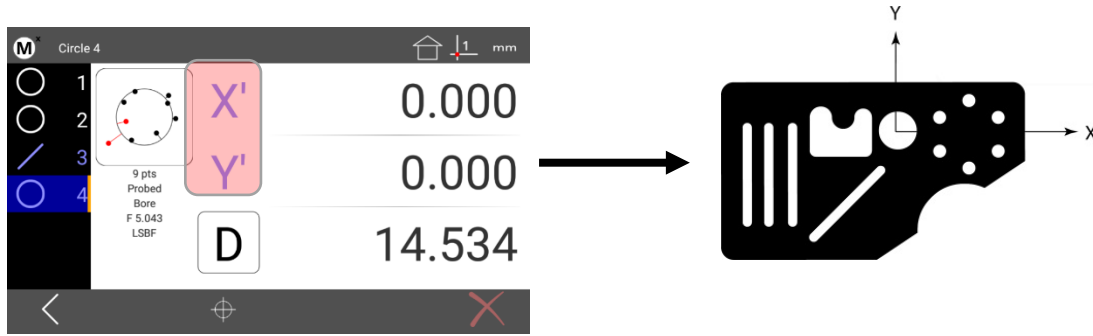 M x Circle 4 1 mm
1
2
3
4
9 pts
Probed
Bore
F 5.043
LSBF
X' 0.000
Y' 0.000
D 14.534
Y
X